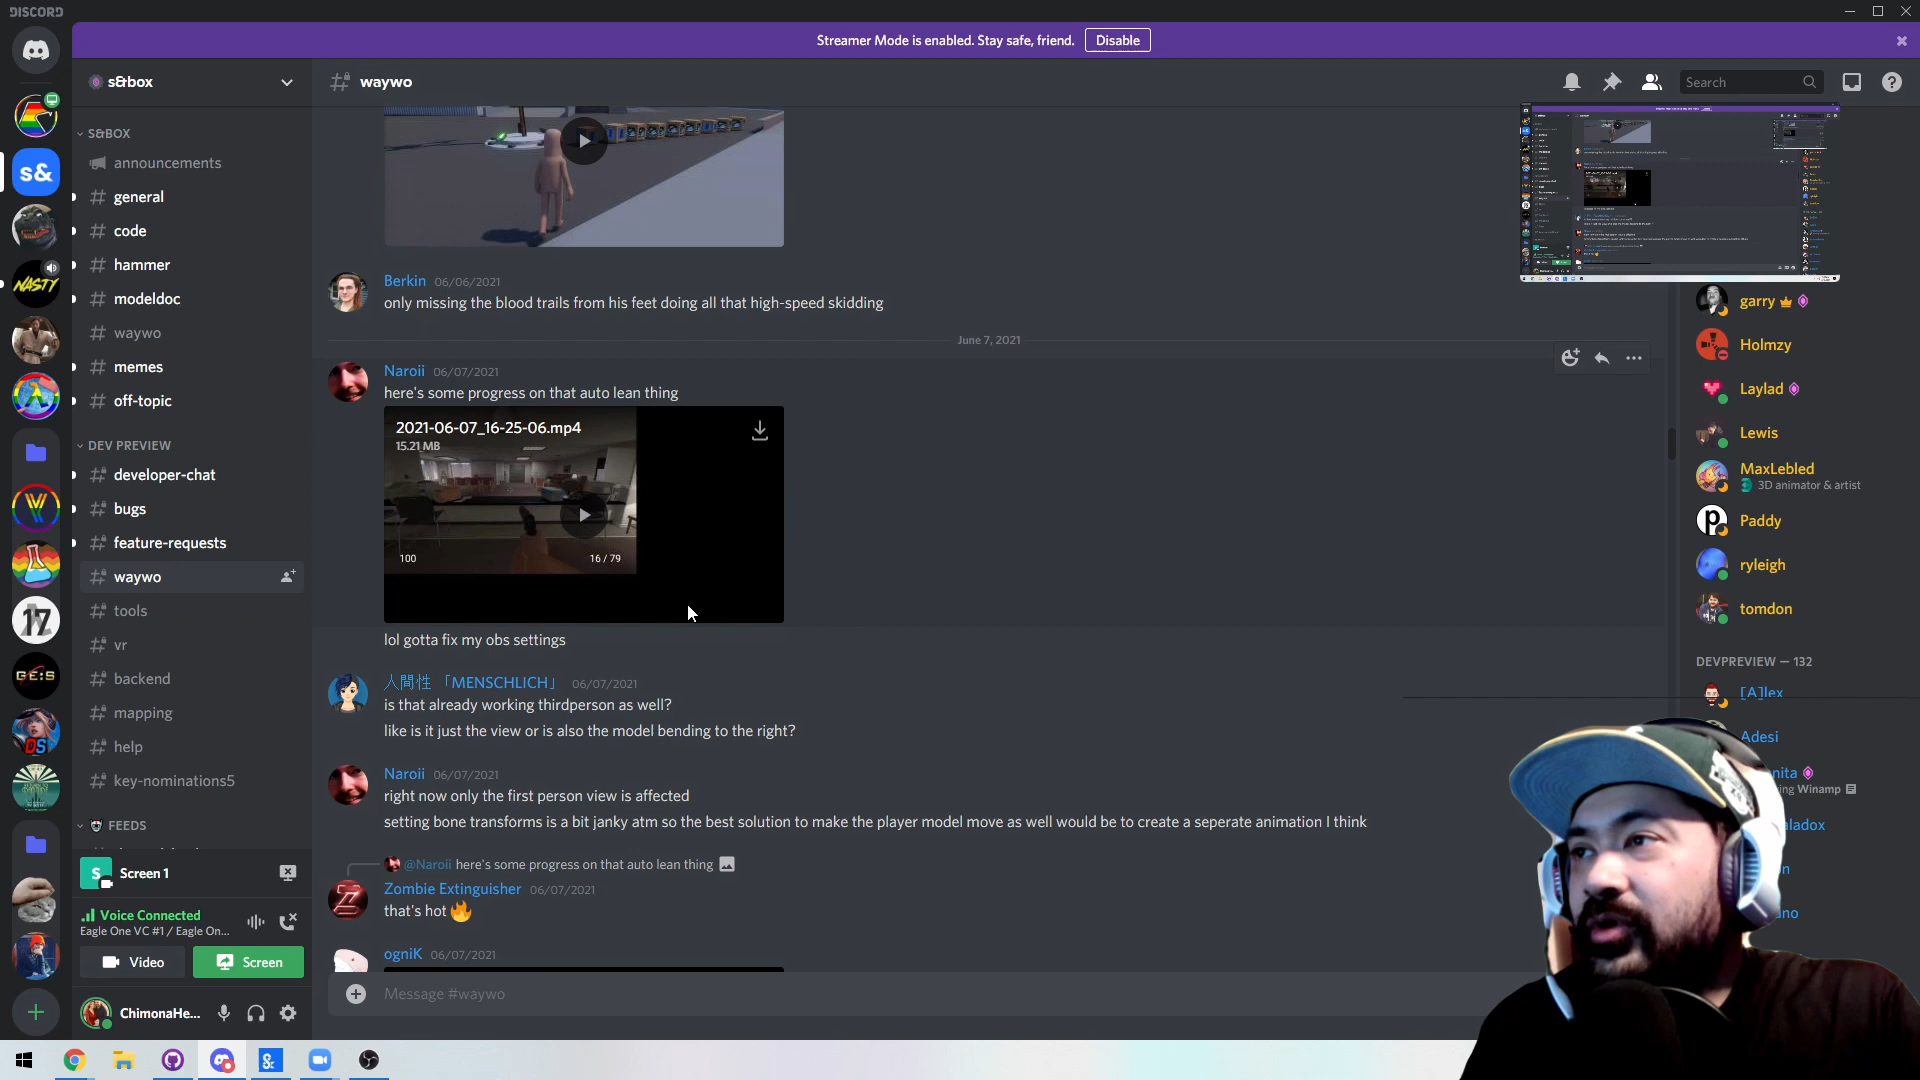 DISCORD
Streamer Mode is enabled. Stay safe, friend.
Disable
s&box
waywo
Search
S&BOX
announcements
general
code
hammer
modeldoc
waywo
memes
off-topic
DEV PREVIEW
developer-chat
bugs
feature-requests
waywo
tools
vr
backend
mapping
help
key-nominations5
FEEDS
s&
NASTY
17
GE:S
DS
Screen 1
Voice Connected
Eagle One VC #1 / Eagle On...
Video
Screen
ChimonaHe...
Berkin 06/06/2021
only missing the blood trails from his feet doing all that high-speed skidding
June 7, 2021
Naroii 06/07/2021
here's some progress on that auto lean thing
2021-06-07_16-25-06.mp4
15.21 MB
100
16 / 79
lol gotta fix my obs settings
人間性 「MENSCHLICH」 06/07/2021
is that already working thirdperson as well?
like is it just the view or is also the model bending to the right?
Naroii 06/07/2021
right now only the first person view is affected
setting bone transforms is a bit janky atm so the best solution to make the player model move as well would be to create a seperate animation I think
@Naroii here's some progress on that auto lean thing
Zombie Extinguisher 06/07/2021
that's hot🔥
ogniK 06/07/2021
Message #waywo
garry
Holmzy
Laylad
Lewis
MaxLebled
3D animator & artist
Paddy
ryleigh
tomdon
DEVPREVIEW — 132
[A]lex
Adesi
nita
ing Winamp
aladox